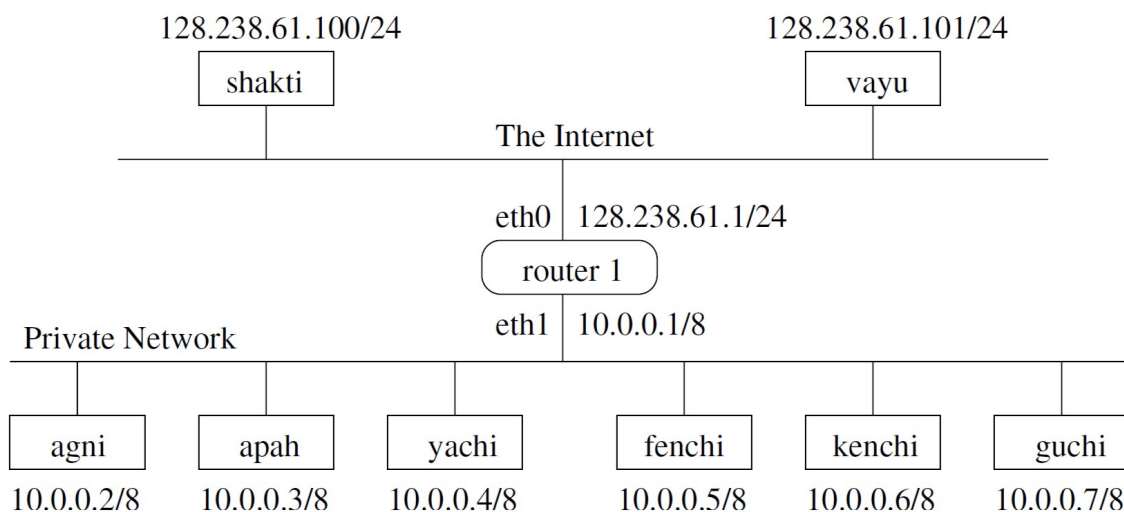 128.238.61.100/24 128.238.61.101/24
shakti vayu
The Internet
eth0 128.238.61.1/24
router 1
eth1 10.0.0.1/8
Private Network
agni apah yachi fenchi kenchi guchi
10.0.0.2/8 10.0.0.3/8 10.0.0.4/8 10.0.0.5/8 10.0.0.6/8 10.0.0.7/8